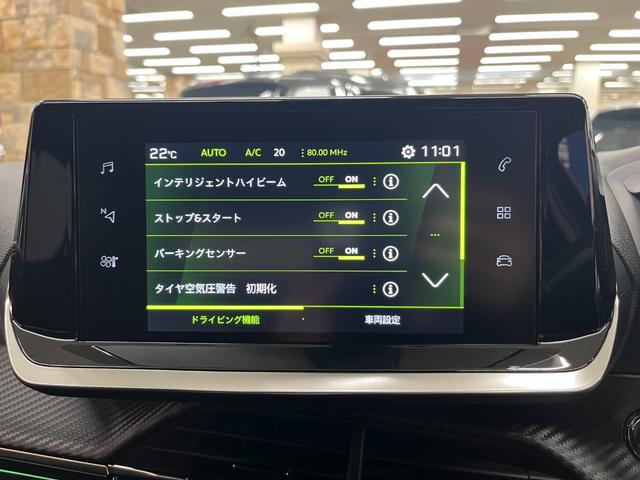 22°C AUTO A/C 20 80.00 MHz 11:01
インテリジェントハイビーム OFF ON
ストップ&スタート OFF ON
パーキングセンサー OFF ON
タイヤ空気圧警告 初期化
ドライビング機能 車両設定
N